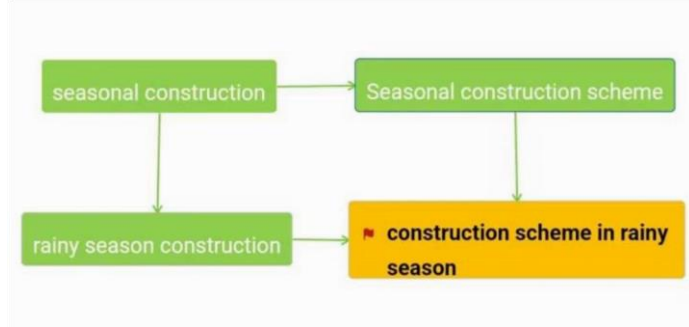 seasonal construction
Seasonal construction scheme
rainy season construction
construction scheme in rainy
season